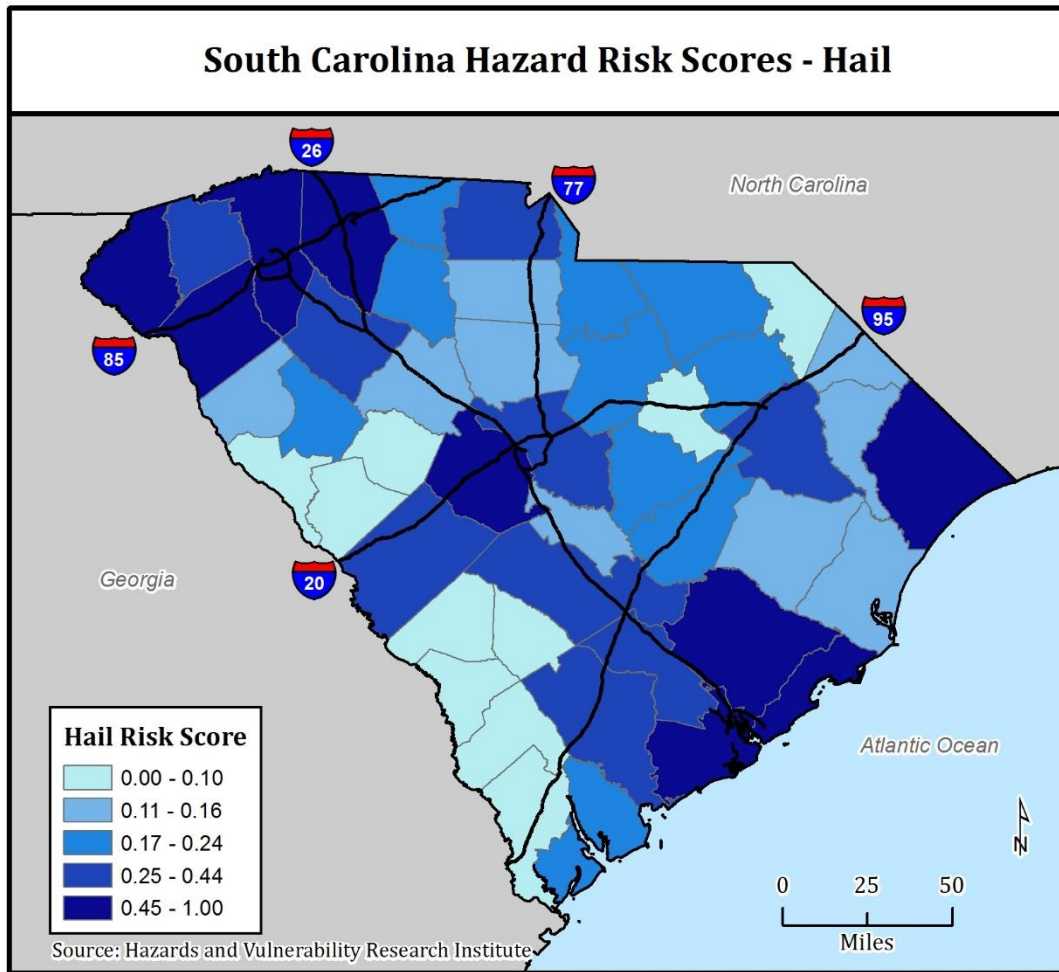 South Carolina Hazard Risk Scores - Hail
26
77
North Carolina
95
85
20
Georgia
Atlantic Ocean
Hail Risk Score
0.00 - 0.10
0.11 - 0.16
0.17 - 0.24
0.25 - 0.44
0.45 - 1.00
N
0 25 50
Miles
Source: Hazards and Vulnerability Research Institute